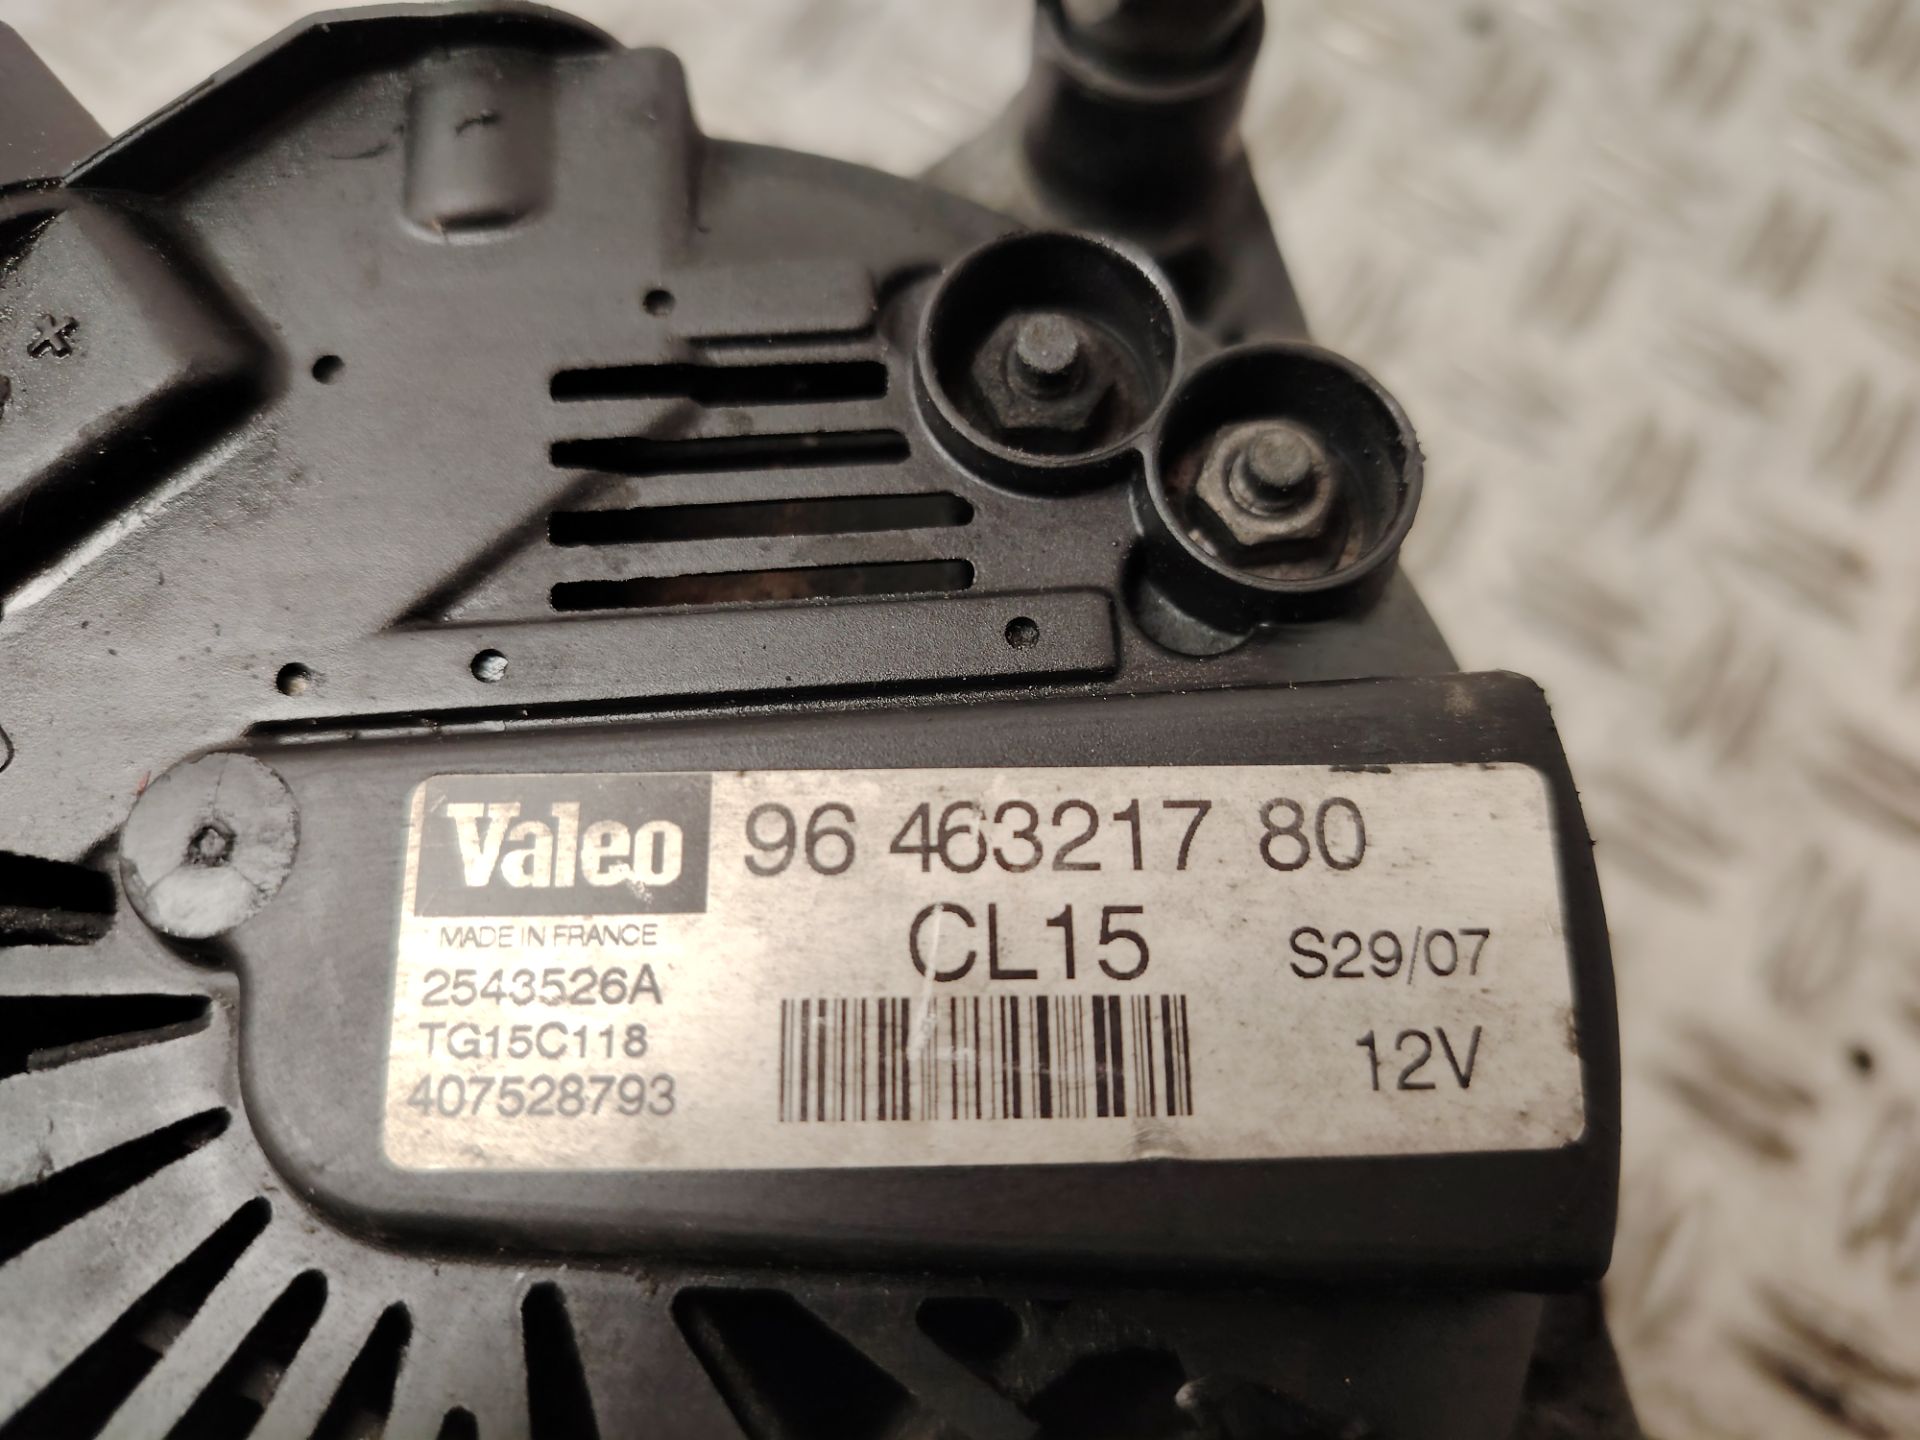 +
Valeo
96 463217 80
CL15
S29/07
12V
MADE IN FRANCE
2543526A
TG15C118
407528793